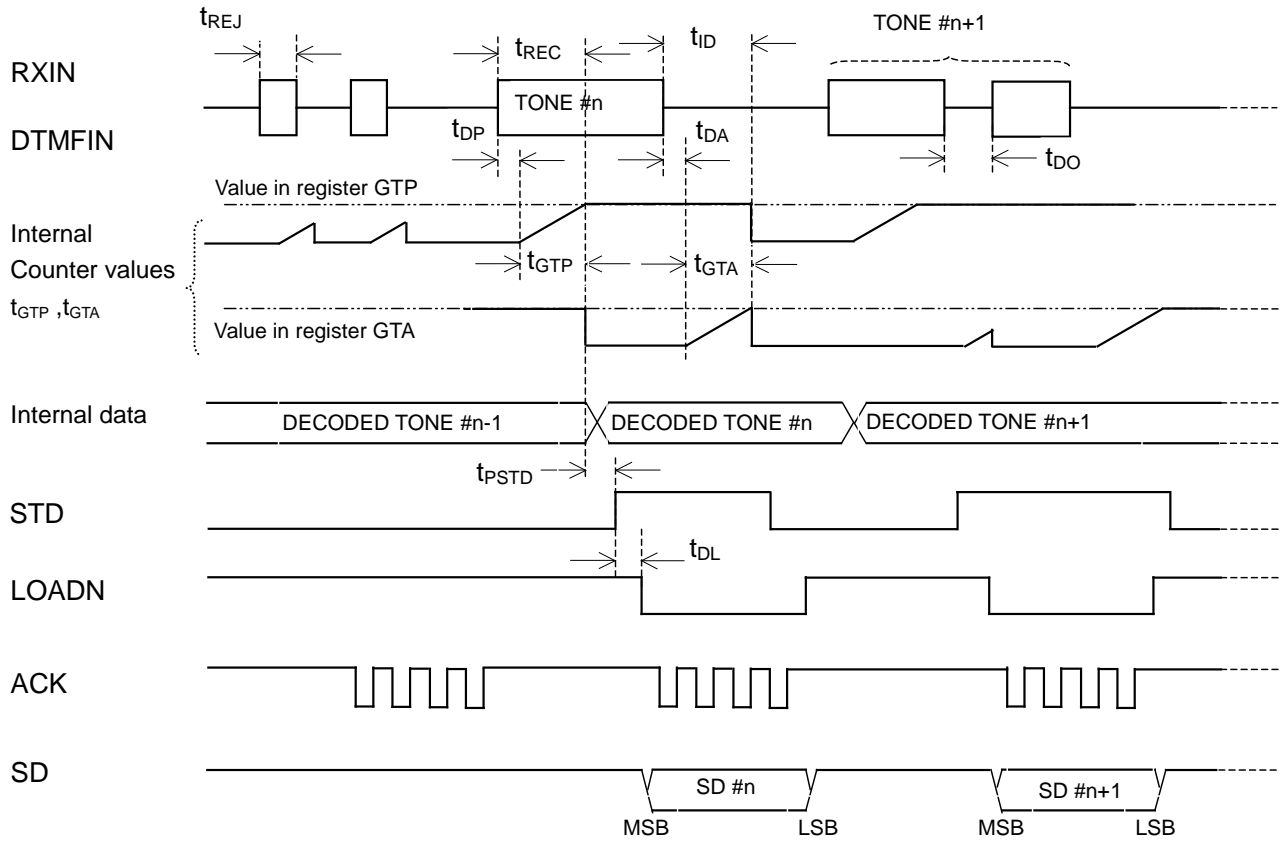 tREJ
tREC
tID
TONE #n+1
RXIN
TONE #n
DTMFIN
tDP
tDA
tDO
Value in register GTP
Internal
Counter values
tGTP ,tGTA
tGTP
tGTA
Value in register GTA
Internal data
DECODED TONE #n-1
DECODED TONE #n
DECODED TONE #n+1
tPSTD
STD
tDL
LOADN
ACK
SD
SD #n
SD #n+1
MSB
LSB
MSB
LSB